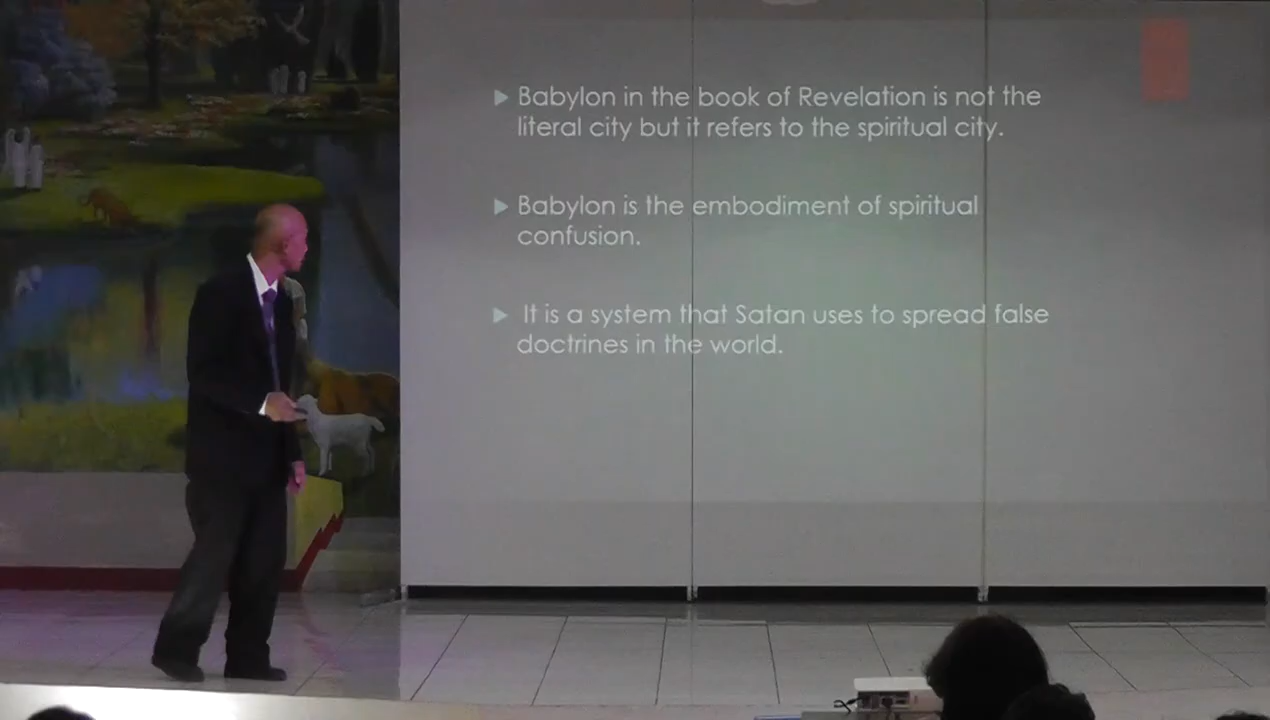 Babylon in the book of Revelation is not the
literal city but it refers to the spiritual city.
Babylon is the embodiment of spiritual
confusion.
It is a system that Satan uses to spread false
doctrines in the world.